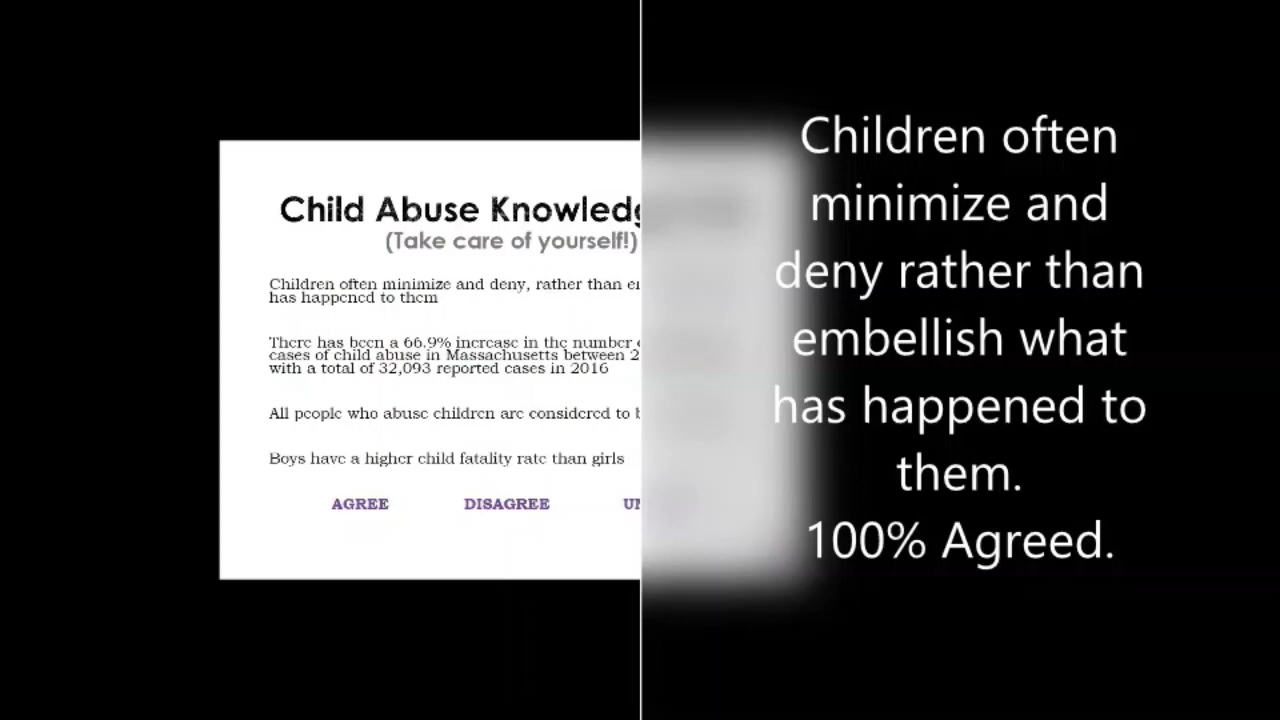 Child Abuse
(Take care of yourself!)
Children often minimize and deny, rather than
has happened to them
There has been a 66.9% increase in the number
cases of child abuse in Massachusetts between
with a total of 32,093 reported cases in 2016
All people who abuse children are considered to
Boys have a higher child fatality rate than girls
AGREE DISAGREE
Children often
minimize and
deny rather than
embellish what
has happened to
them.
100% Agreed.